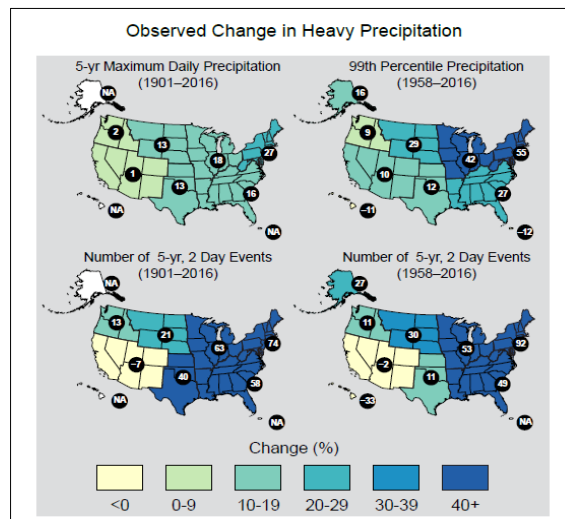 Observed Change in Heavy Precipitation
5-yr Maximum Daily Precipitation
(1901–2016)
NA
2
13
18
27
1
13
16
NA
NA
99th Percentile Precipitation
(1958–2016)
16
9
29
42
55
10
12
27
–11
–12
Number of 5-yr, 2 Day Events
(1901–2016)
NA
13
21
63
74
–7
40
58
NA
NA
Number of 5-yr, 2 Day Events
(1958–2016)
27
11
30
53
92
–2
11
49
–33
NA
Change (%)
<0 0-9 10-19 20-29 30-39 40+